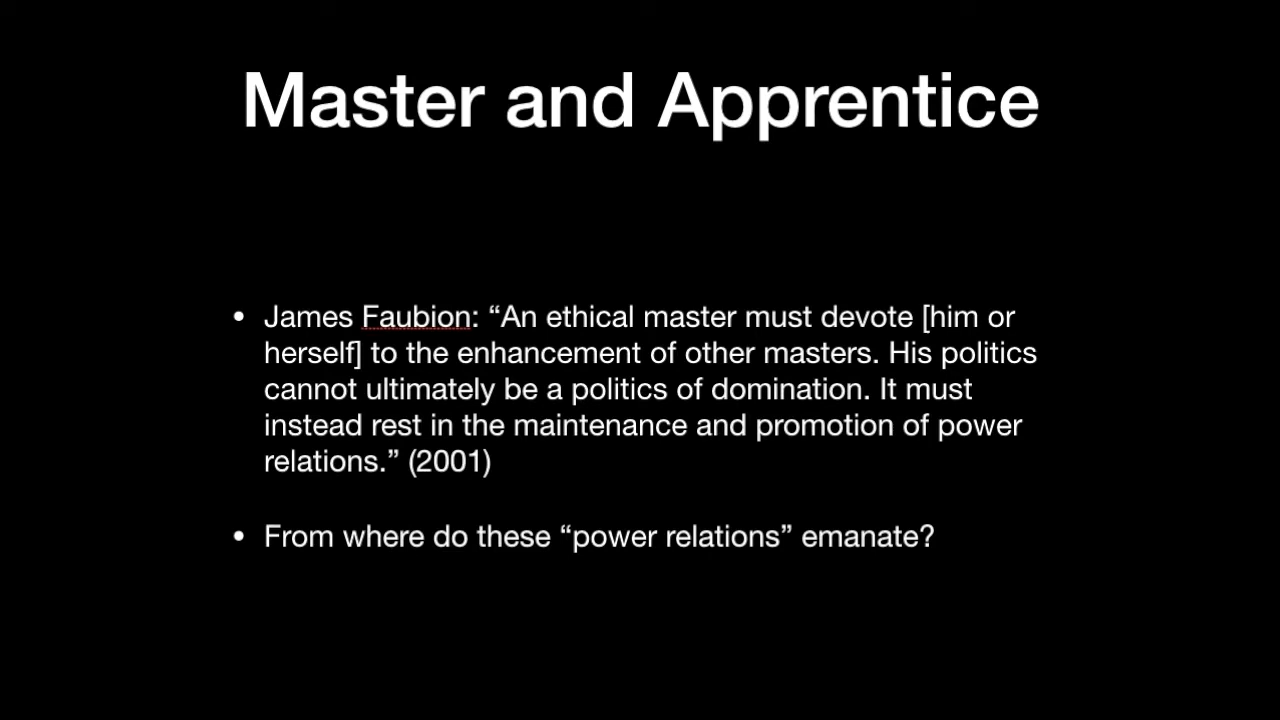 Master and Apprentice
• James Faubion: “An ethical master must devote [him or
herself] to the enhancement of other masters. His politics
cannot ultimately be a politics of domination. It must
instead rest in the maintenance and promotion of power
relations.” (2001)
• From where do these “power relations” emanate?